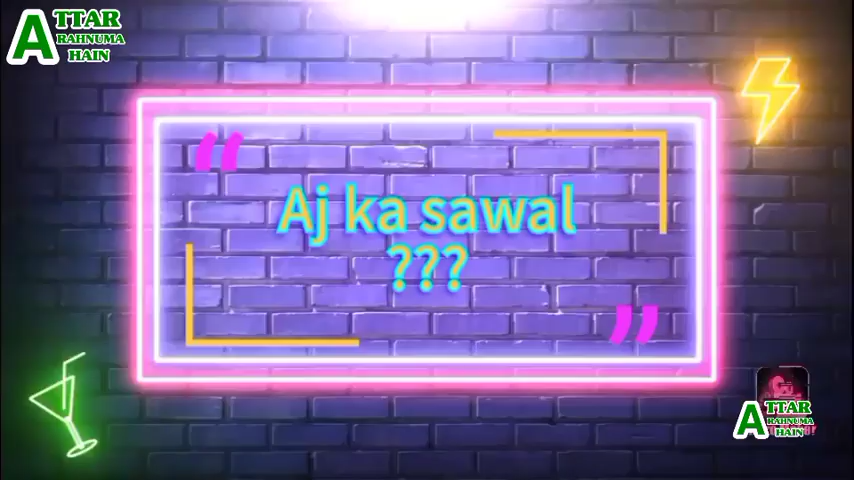 ATTAR
RAHNUMA
HAIN
“
Aj ka sawal
???
”
ATTAR
RAHNUMA
HAIN